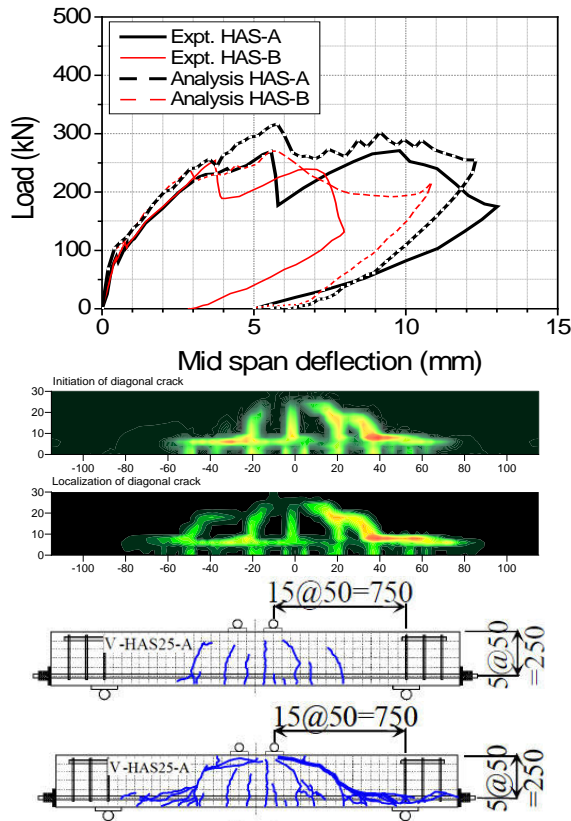 500
400
300
200
100
0
Load (kN)
Expt. HAS-A
Expt. HAS-B
Analysis HAS-A
Analysis HAS-B
0 5 10 15
Mid span deflection (mm)
Initiation of diagonal crack
30
20
10
0
-100 -80 -60 -40 -20 0 20 40 60 80 100
Localization of diagonal crack
30
20
10
0
-100 -80 -60 -40 -20 0 20 40 60 80 100
15@50=750
V-HAS25-A
5@50
=250
15@50=750
V-HAS25-A
5@50
=250